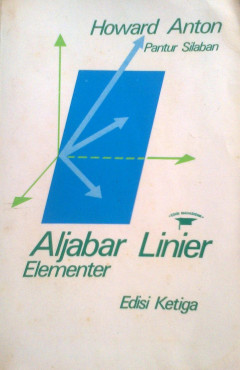 Howard Anton
Pantur Silaban
Aljabar Linier
Elementer
Edisi Ketiga